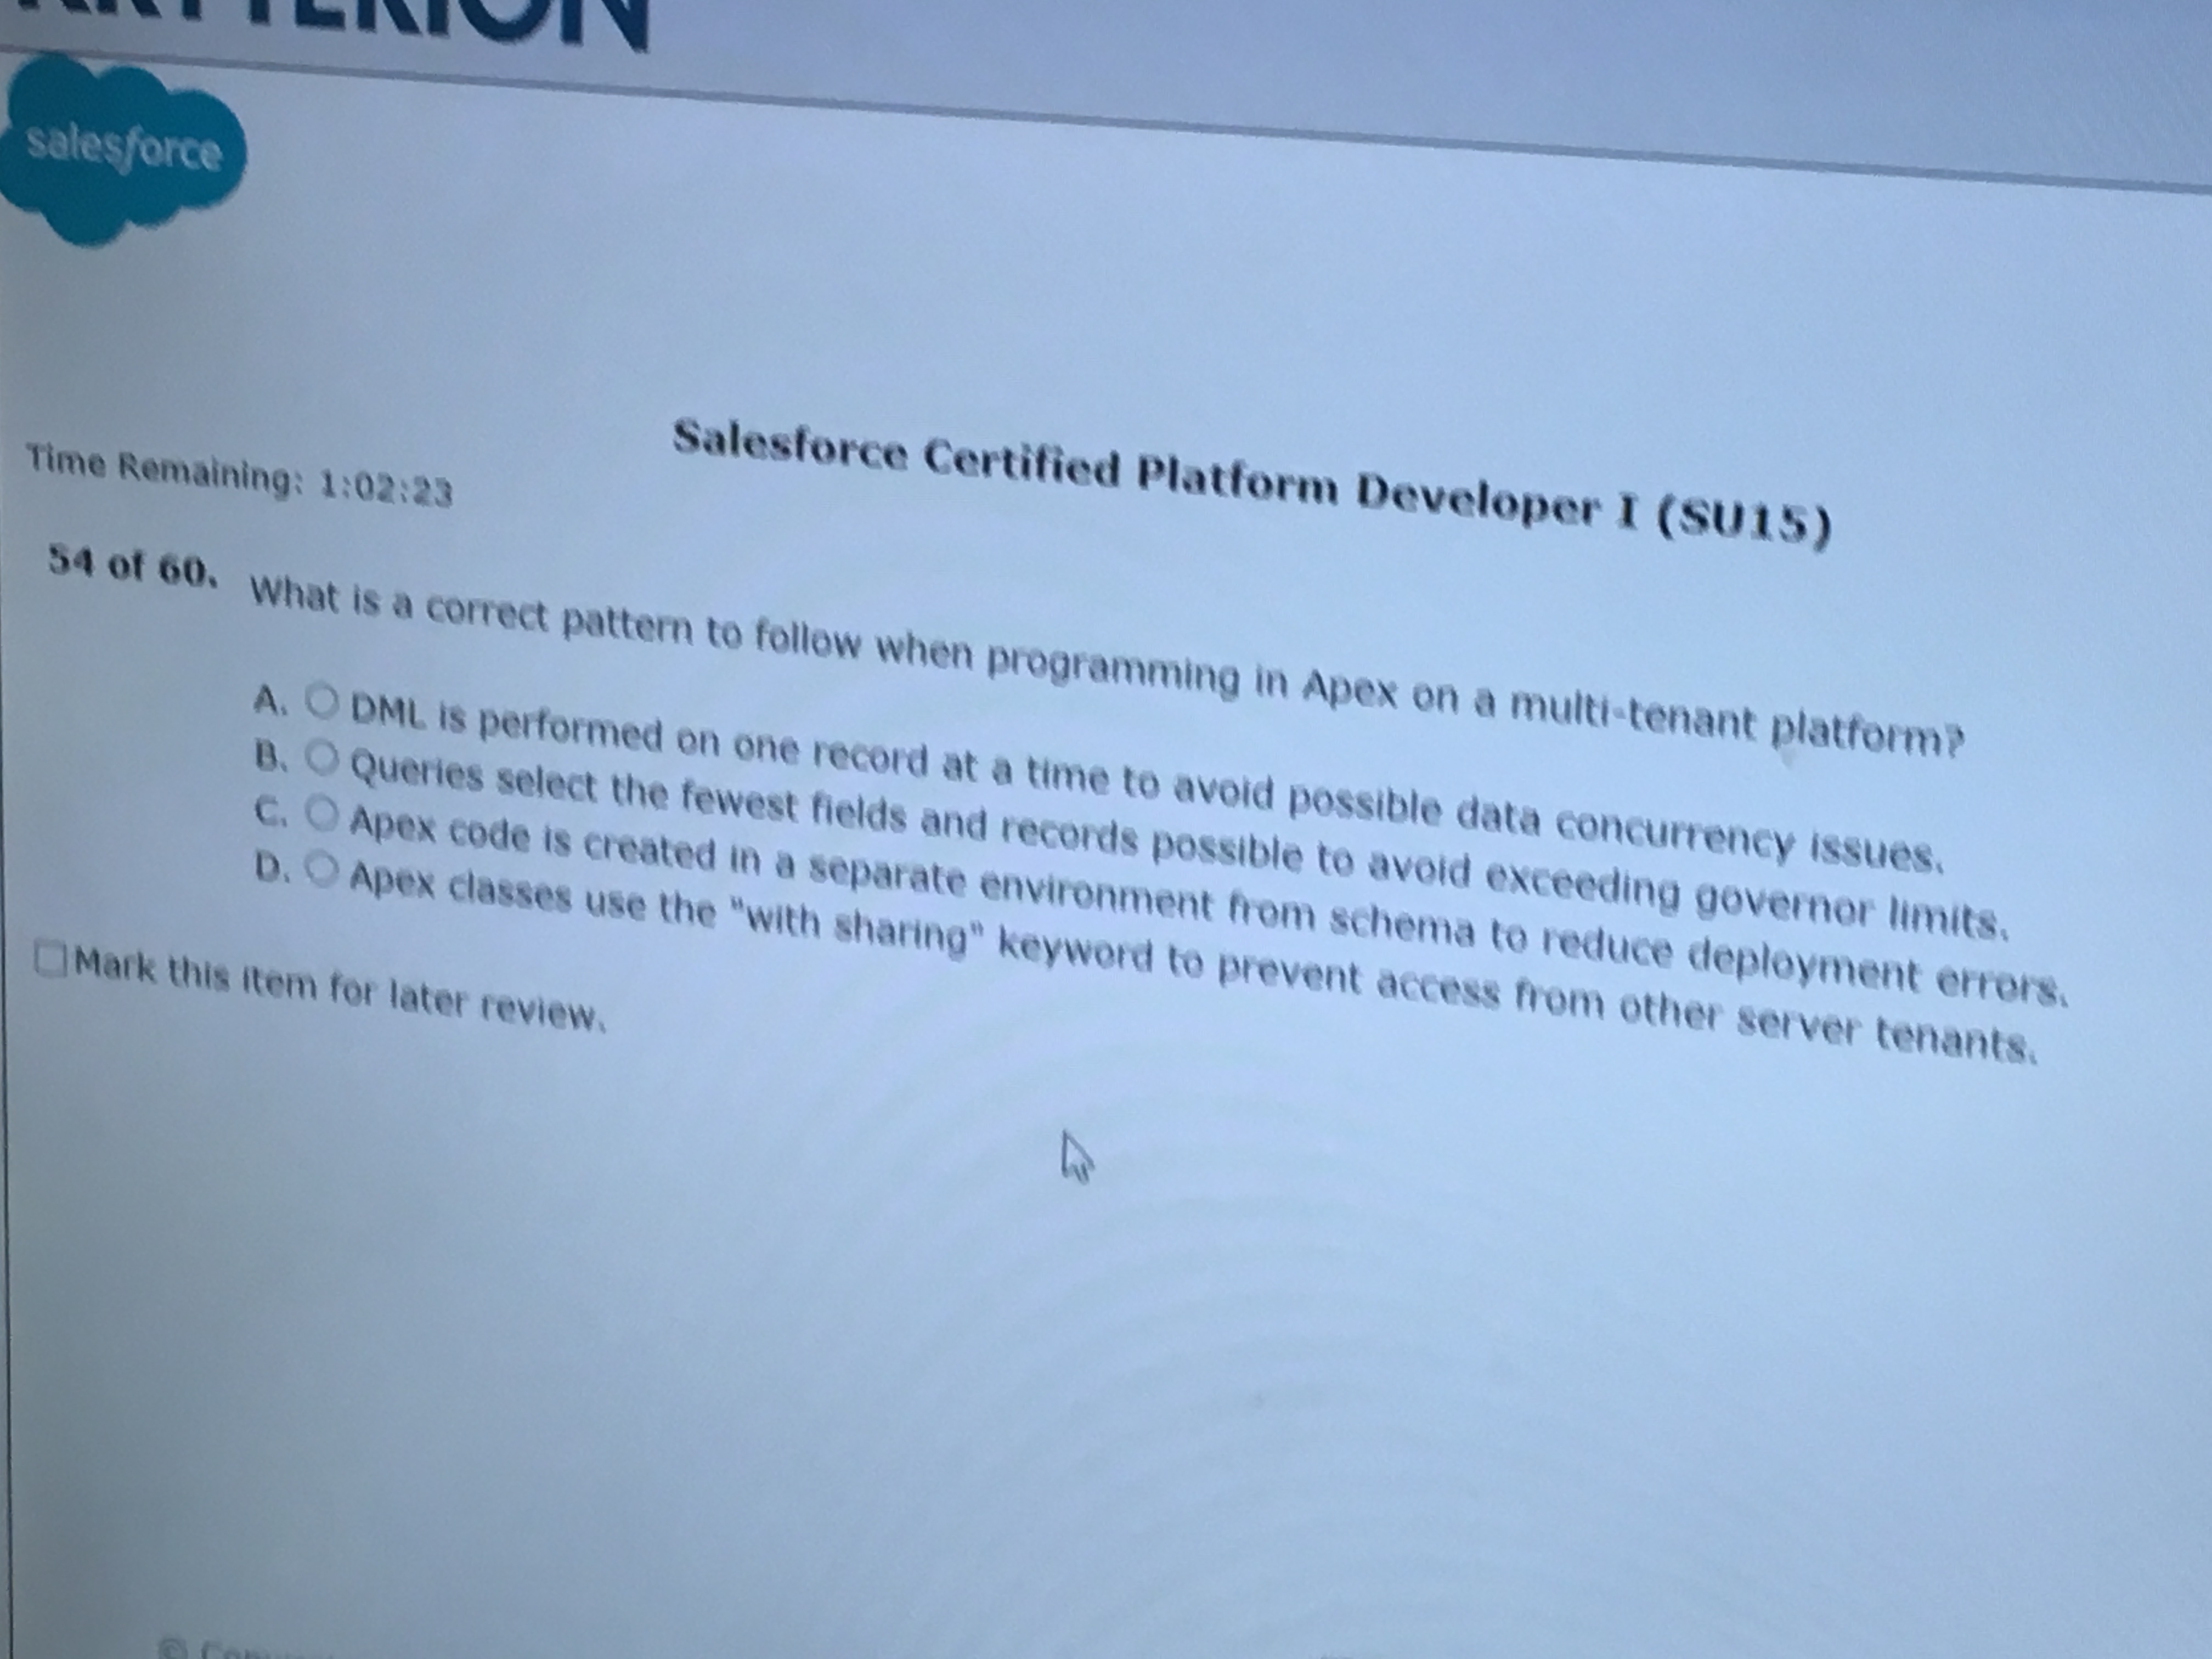 salesforce
Salesforce Certified Platform Developer I (SU15)
Time Remaining: 1:02:23
54 of 60. What is a correct pattern to follow when programming in Apex on a multi-tenant platform?
A. DML is performed on one record at a time to avoid possible data concurrency issues.
B. Queries select the fewest fields and records possible to avoid exceeding governor limits.
C. Apex code is created in a separate environment from schema to reduce deployment errors.
D. Apex classes use the "with sharing" keyword to prevent access from other server tenants.
Mark this item for later review.